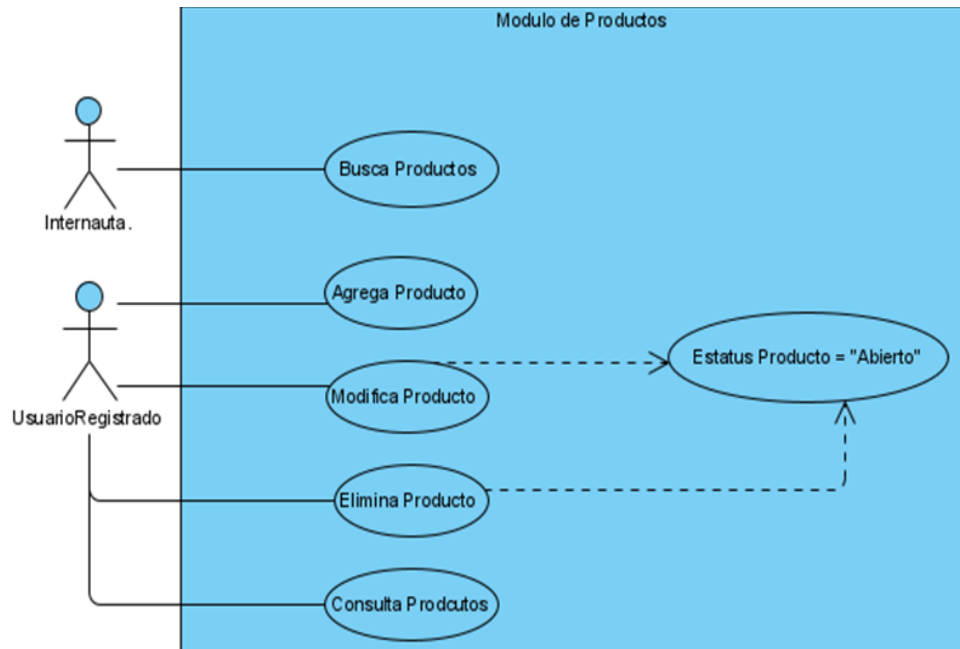 Modulo de Productos
Busca Productos
Internauta.
Agrega Producto
Estatus Producto = "Abierto"
Modifica Producto
UsuarioRegistrado
Elimina Producto
Consulta Prodcutos